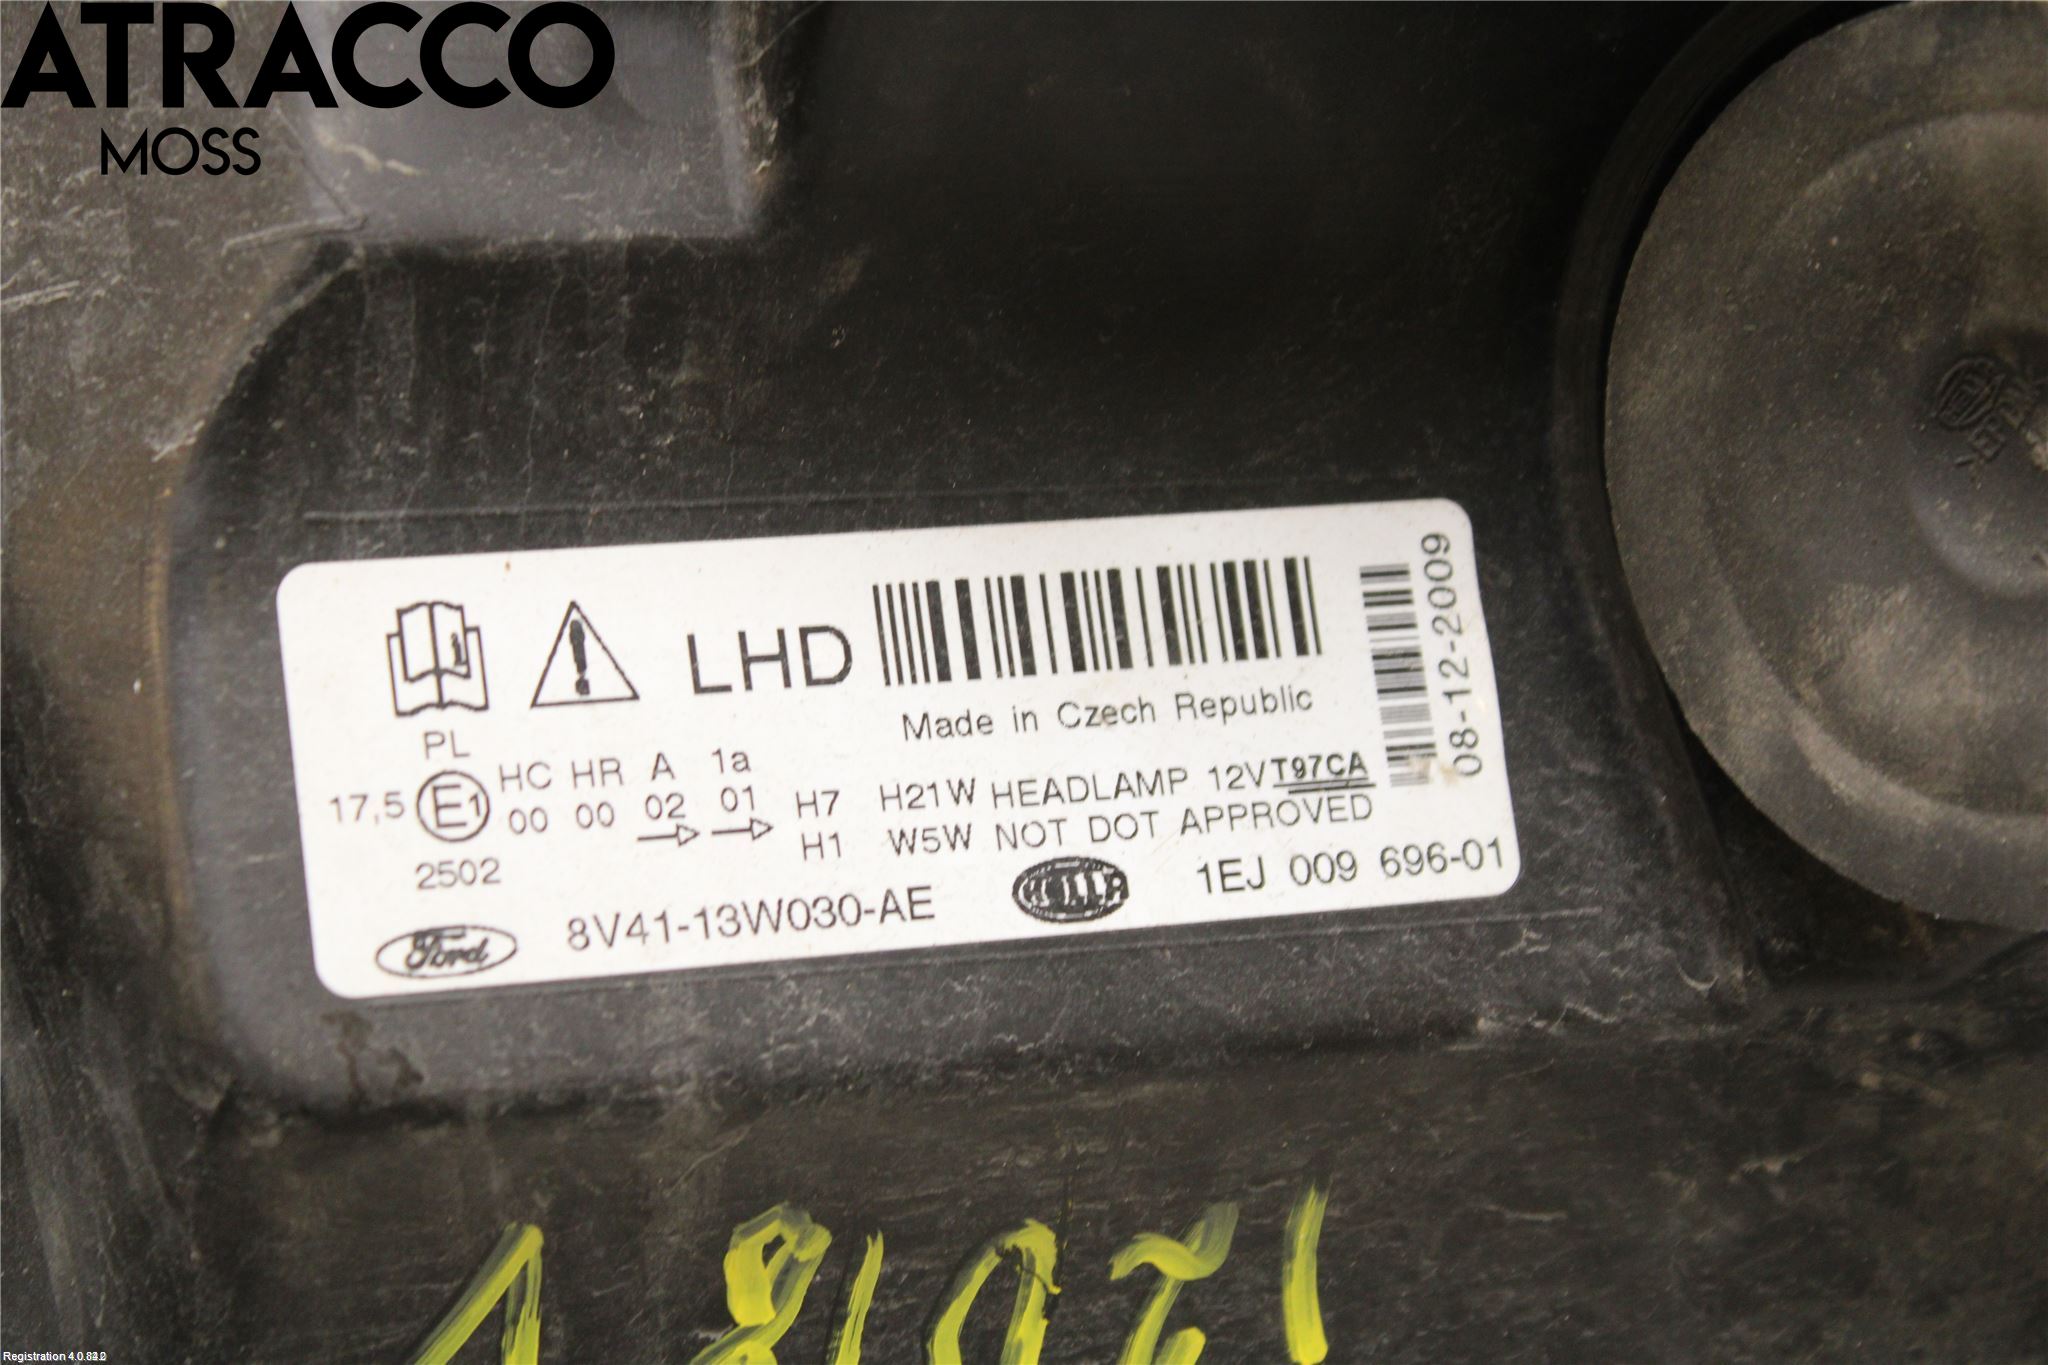 ATRACCO
MOSS
LHD
Made in Czech Republic
08-12-2009
PL
17,5 E1 HC HR A 1a
00 00 02 01
2502
H7 H21W HEADLAMP 12V T97CA
H1 W5W NOT DOT APPROVED
Ford 8V41-13W030-AE HELLA 1EJ 009 696-01